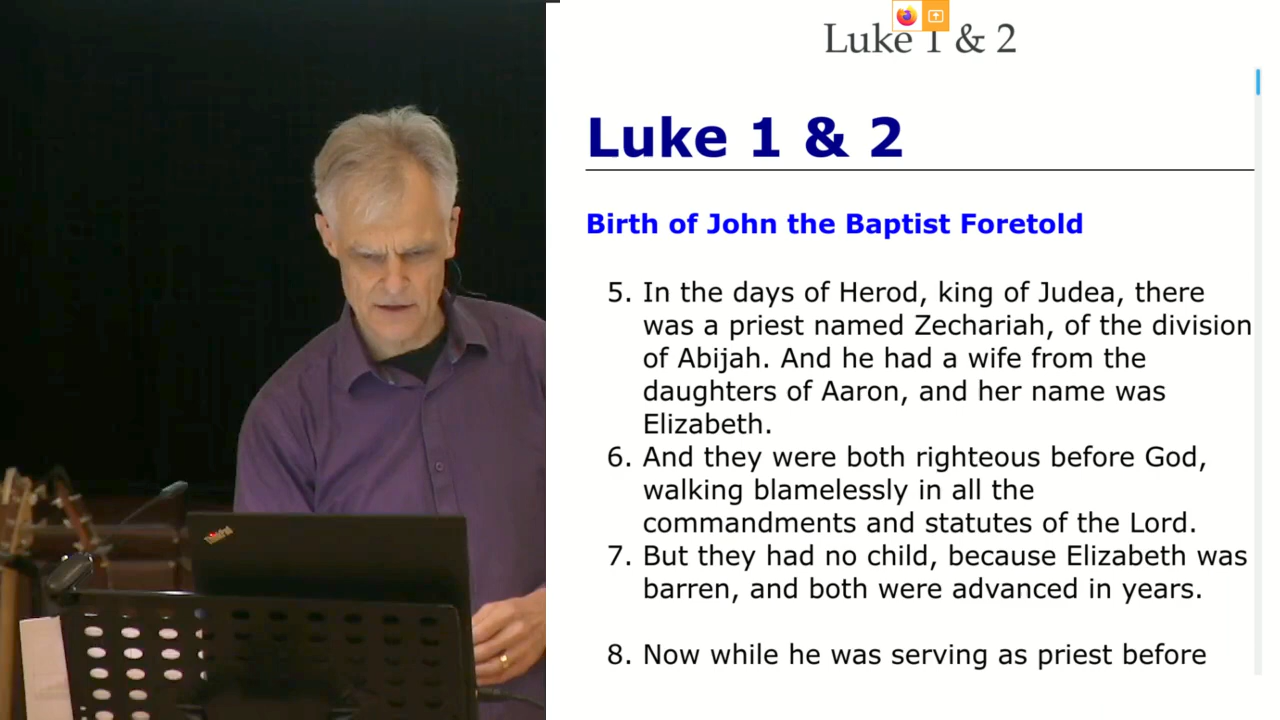 Luke 1 & 2
Luke 1 & 2
Birth of John the Baptist Foretold
5. In the days of Herod, king of Judea, there
was a priest named Zechariah, of the division
of Abijah. And he had a wife from the
daughters of Aaron, and her name was
Elizabeth.
6. And they were both righteous before God,
walking blamelessly in all the
commandments and statutes of the Lord.
7. But they had no child, because Elizabeth was
barren, and both were advanced in years.
8. Now while he was serving as priest before
ThinkPad